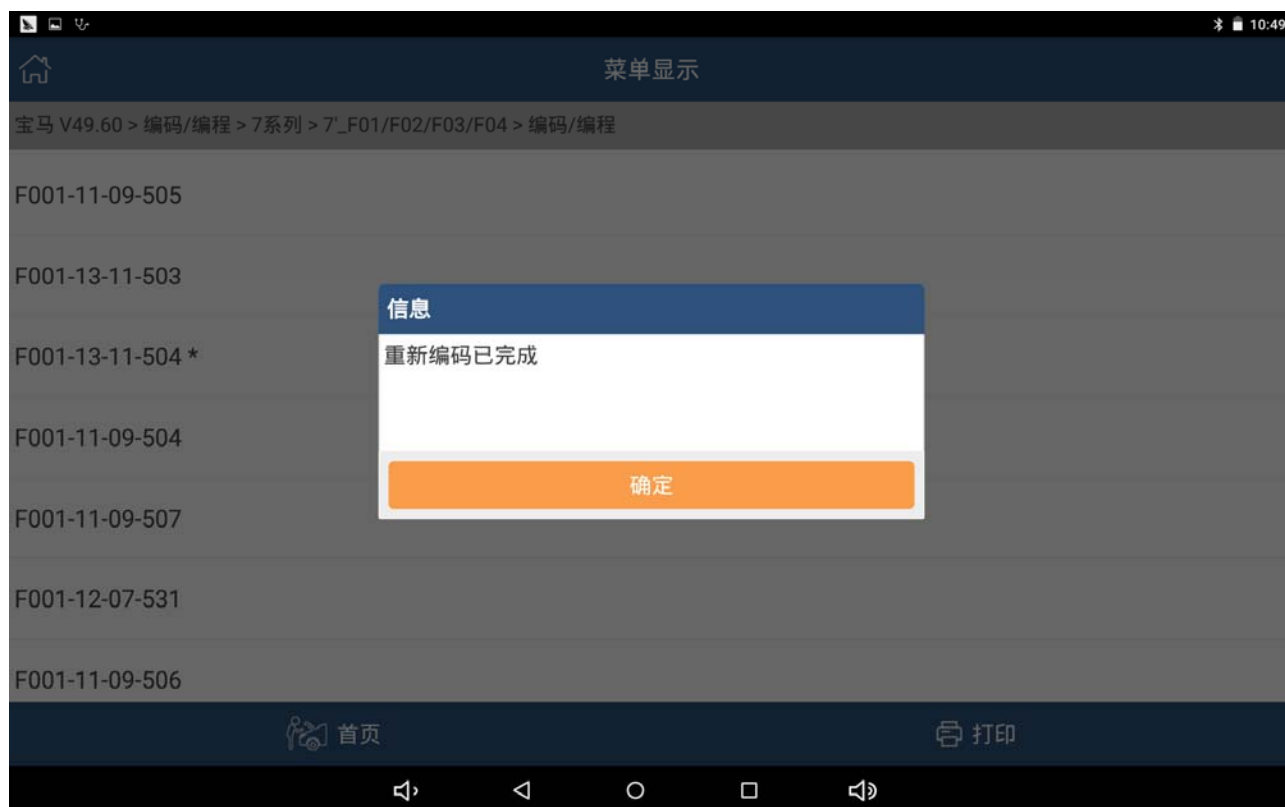 10:49
菜单显示
宝马 V49.60 > 编码/编程 > 7系列 > 7'_F01/F02/F03/F04 > 编码/编程
F001-11-09-505
F001-13-11-503
信息
F001-13-11-504 *
重新编码已完成
F001-11-09-504
确定
F001-11-09-507
F001-12-07-531
F001-11-09-506
首页
打印